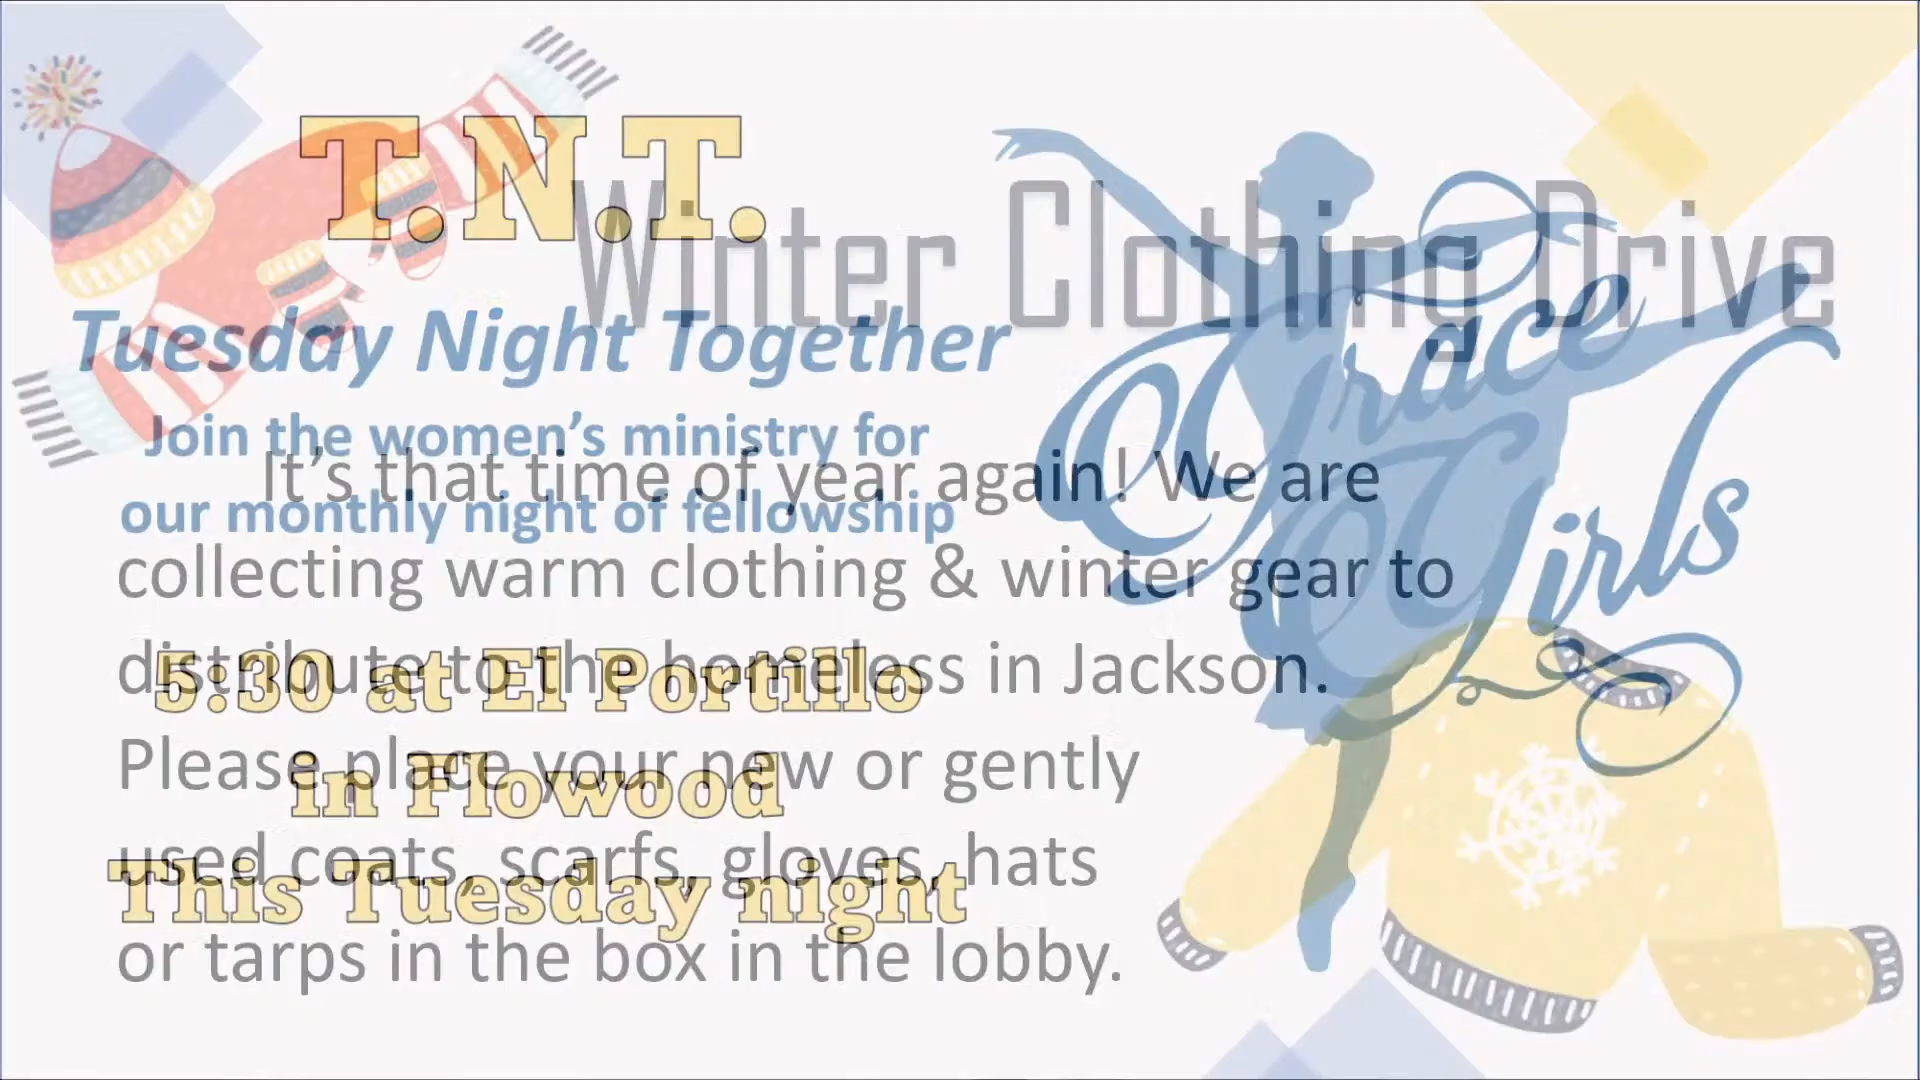 T.N.T.
Tuesday Night Together
Join the women’s ministry for
our monthly night of fellowship
5:30 at El Portillo
in Flowood
This Tuesday night
Grace
Girls
Winter Clothing Drive
It’s that time of year again! We are
collecting warm clothing & winter gear to
distribute to the homeless in Jackson.
Please place your new or gently
used coats, scarfs, gloves, hats
or tarps in the box in the lobby.